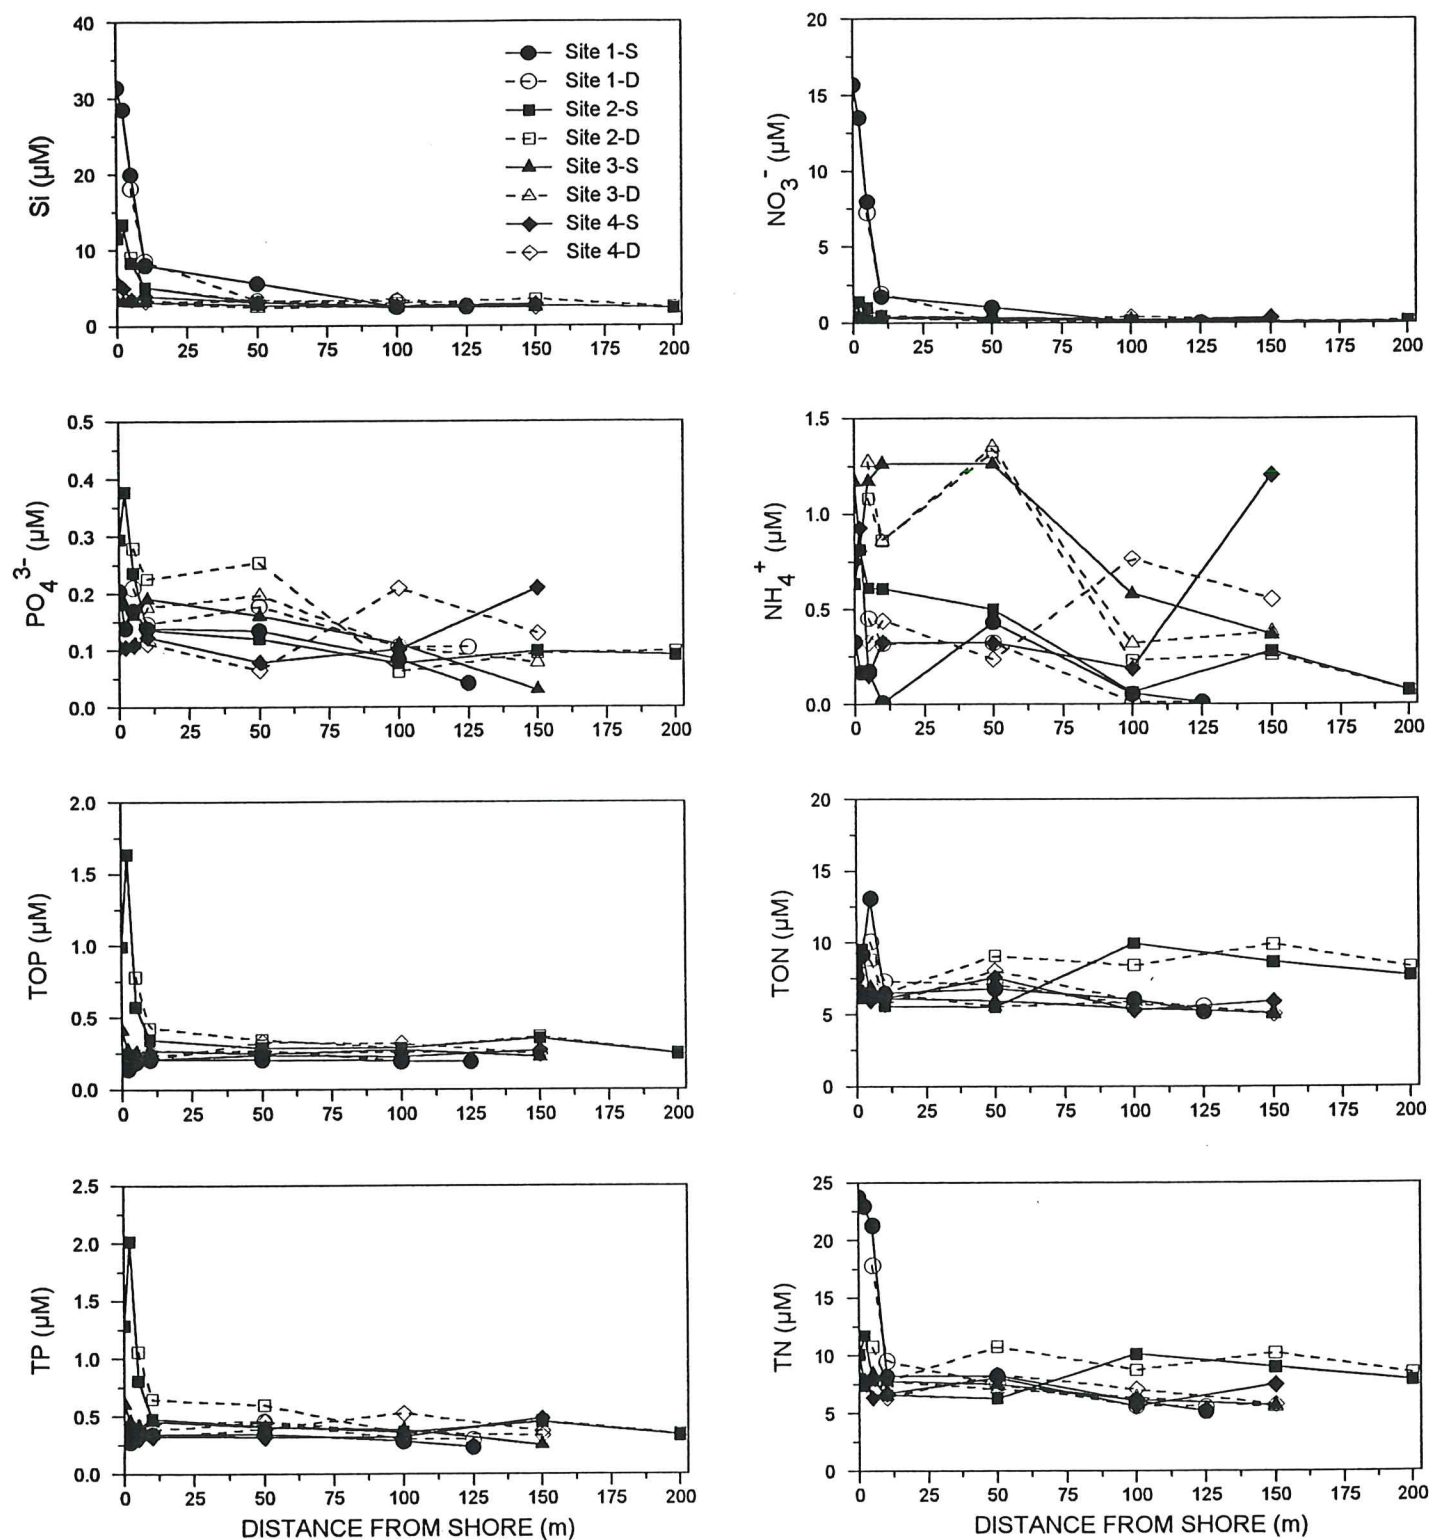 Si (µM)
40
30
20
10
0
0 25 50 75 100 125 150 175 200
Site 1-S
Site 1-D
Site 2-S
Site 2-D
Site 3-S
Site 3-D
Site 4-S
Site 4-D
NO3- (µM)
20
15
10
5
0
0 25 50 75 100 125 150 175 200
PO4 3- (µM)
0.5
0.4
0.3
0.2
0.1
0.0
0 25 50 75 100 125 150 175 200
NH4+ (µM)
1.5
1.0
0.5
0.0
0 25 50 75 100 125 150 175 200
TOP (µM)
2.0
1.5
1.0
0.5
0.0
0 25 50 75 100 125 150 175 200
TON (µM)
20
15
10
5
0
0 25 50 75 100 125 150 175 200
TP (µM)
2.5
2.0
1.5
1.0
0.5
0.0
0 25 50 75 100 125 150 175 200
DISTANCE FROM SHORE (m)
TN (µM)
25
20
15
10
5
0
0 25 50 75 100 125 150 175 200
DISTANCE FROM SHORE (m)